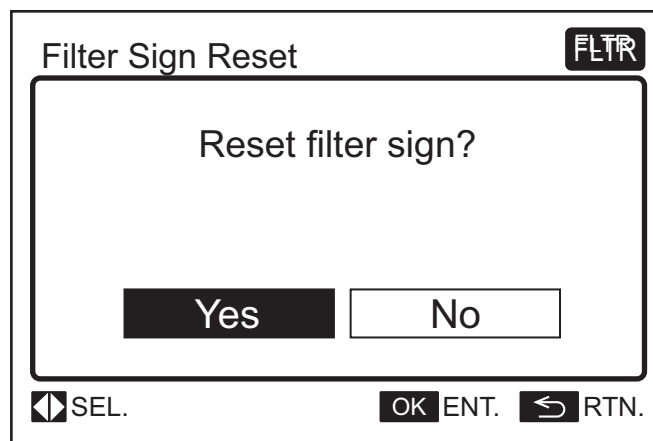 Filter Sign Reset FLTR
Reset filter sign?
Yes No
SEL. OK ENT. RTN.